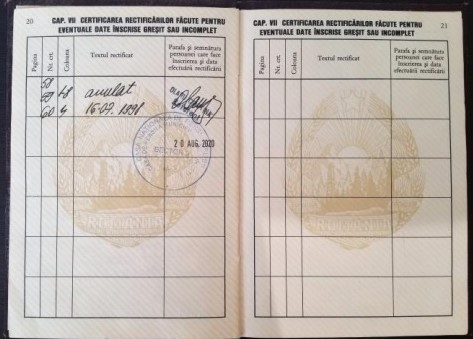 20 CAP. VII CERTIFICAREA RECTIFICĂRILOR FĂCUTE PENTRU
EVENTUALE DATE ÎNSCRISE GREȘIT SAU INCOMPLET
Pagina
Nr. crt.
Coloana
Textul rectificat
Parafa și semnătura
persoanei care face
înscrierea și data
efectuării rectificării
58
59 48 anulat
60 4 16.07.1998
SECTOR
20 AUG. 2020
CAP. VII CERTIFICAREA RECTIFICĂRILOR FĂCUTE PENTRU 21
EVENTUALE DATE ÎNSCRISE GREȘIT SAU INCOMPLET
Pagina
Nr. crt.
Coloana
Textul rectificat
Parafa și semnătura
persoanei care face
înscrierea și data
efectuării rectificării